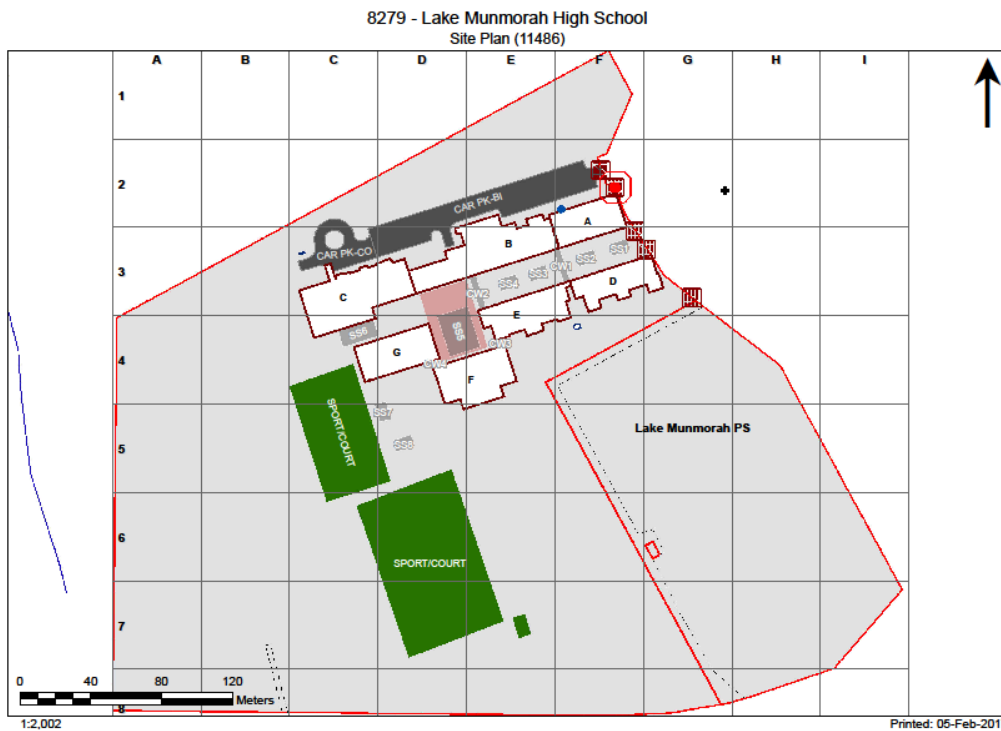 8279 - Lake Munmorah High School
Site Plan (11486)
A B C D E F G H I
1
2
CAR PK-BI
A
CAR PK-CO
B
SS1
SS2
3
CW1
SS3
SS4
D
C
CW2
E
SS6
SS5
CW3
4
G
CW4
F
SS7
SPORT/COURT
Lake Munmorah PS
5
SS8
6
SPORT/COURT
7
0 40 80 120
Meters
8
1:2,002
Printed: 05-Feb-201